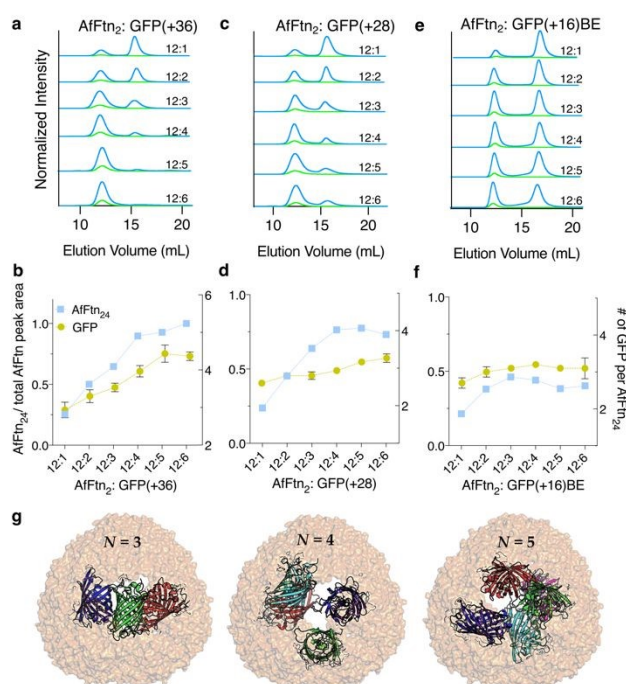 a AfFtn₂: GFP(+36)
12:1
12:2
12:3
12:4
12:5
12:6
Normalized Intensity
10 15 20
Elution Volume (mL)
c AfFtn₂: GFP(+28)
12:1
12:2
12:3
12:4
12:5
12:6
10 15 20
Elution Volume (mL)
e AfFtn₂: GFP(+16)BE
12:1
12:2
12:3
12:4
12:5
12:6
10 15 20
Elution Volume (mL)
b
AfFtn₂₄/ total AfFtn peak area
1.0
0.5
0.0
AfFtn₂₄
GFP
6
5
4
3
2
12:1 12:2 12:3 12:4 12:5 12:6
AfFtn₂: GFP(+36)
d
1.0
0.5
0.0
4
3
2
12:1 12:2 12:3 12:4 12:5 12:6
AfFtn₂: GFP(+28)
f
1.0
0.5
0.0
4
3
2
# of GFP per AfFtn₂₄
12:1 12:2 12:3 12:4 12:5 12:6
AfFtn₂: GFP(+16)BE
g
N = 3
N = 4
N = 5